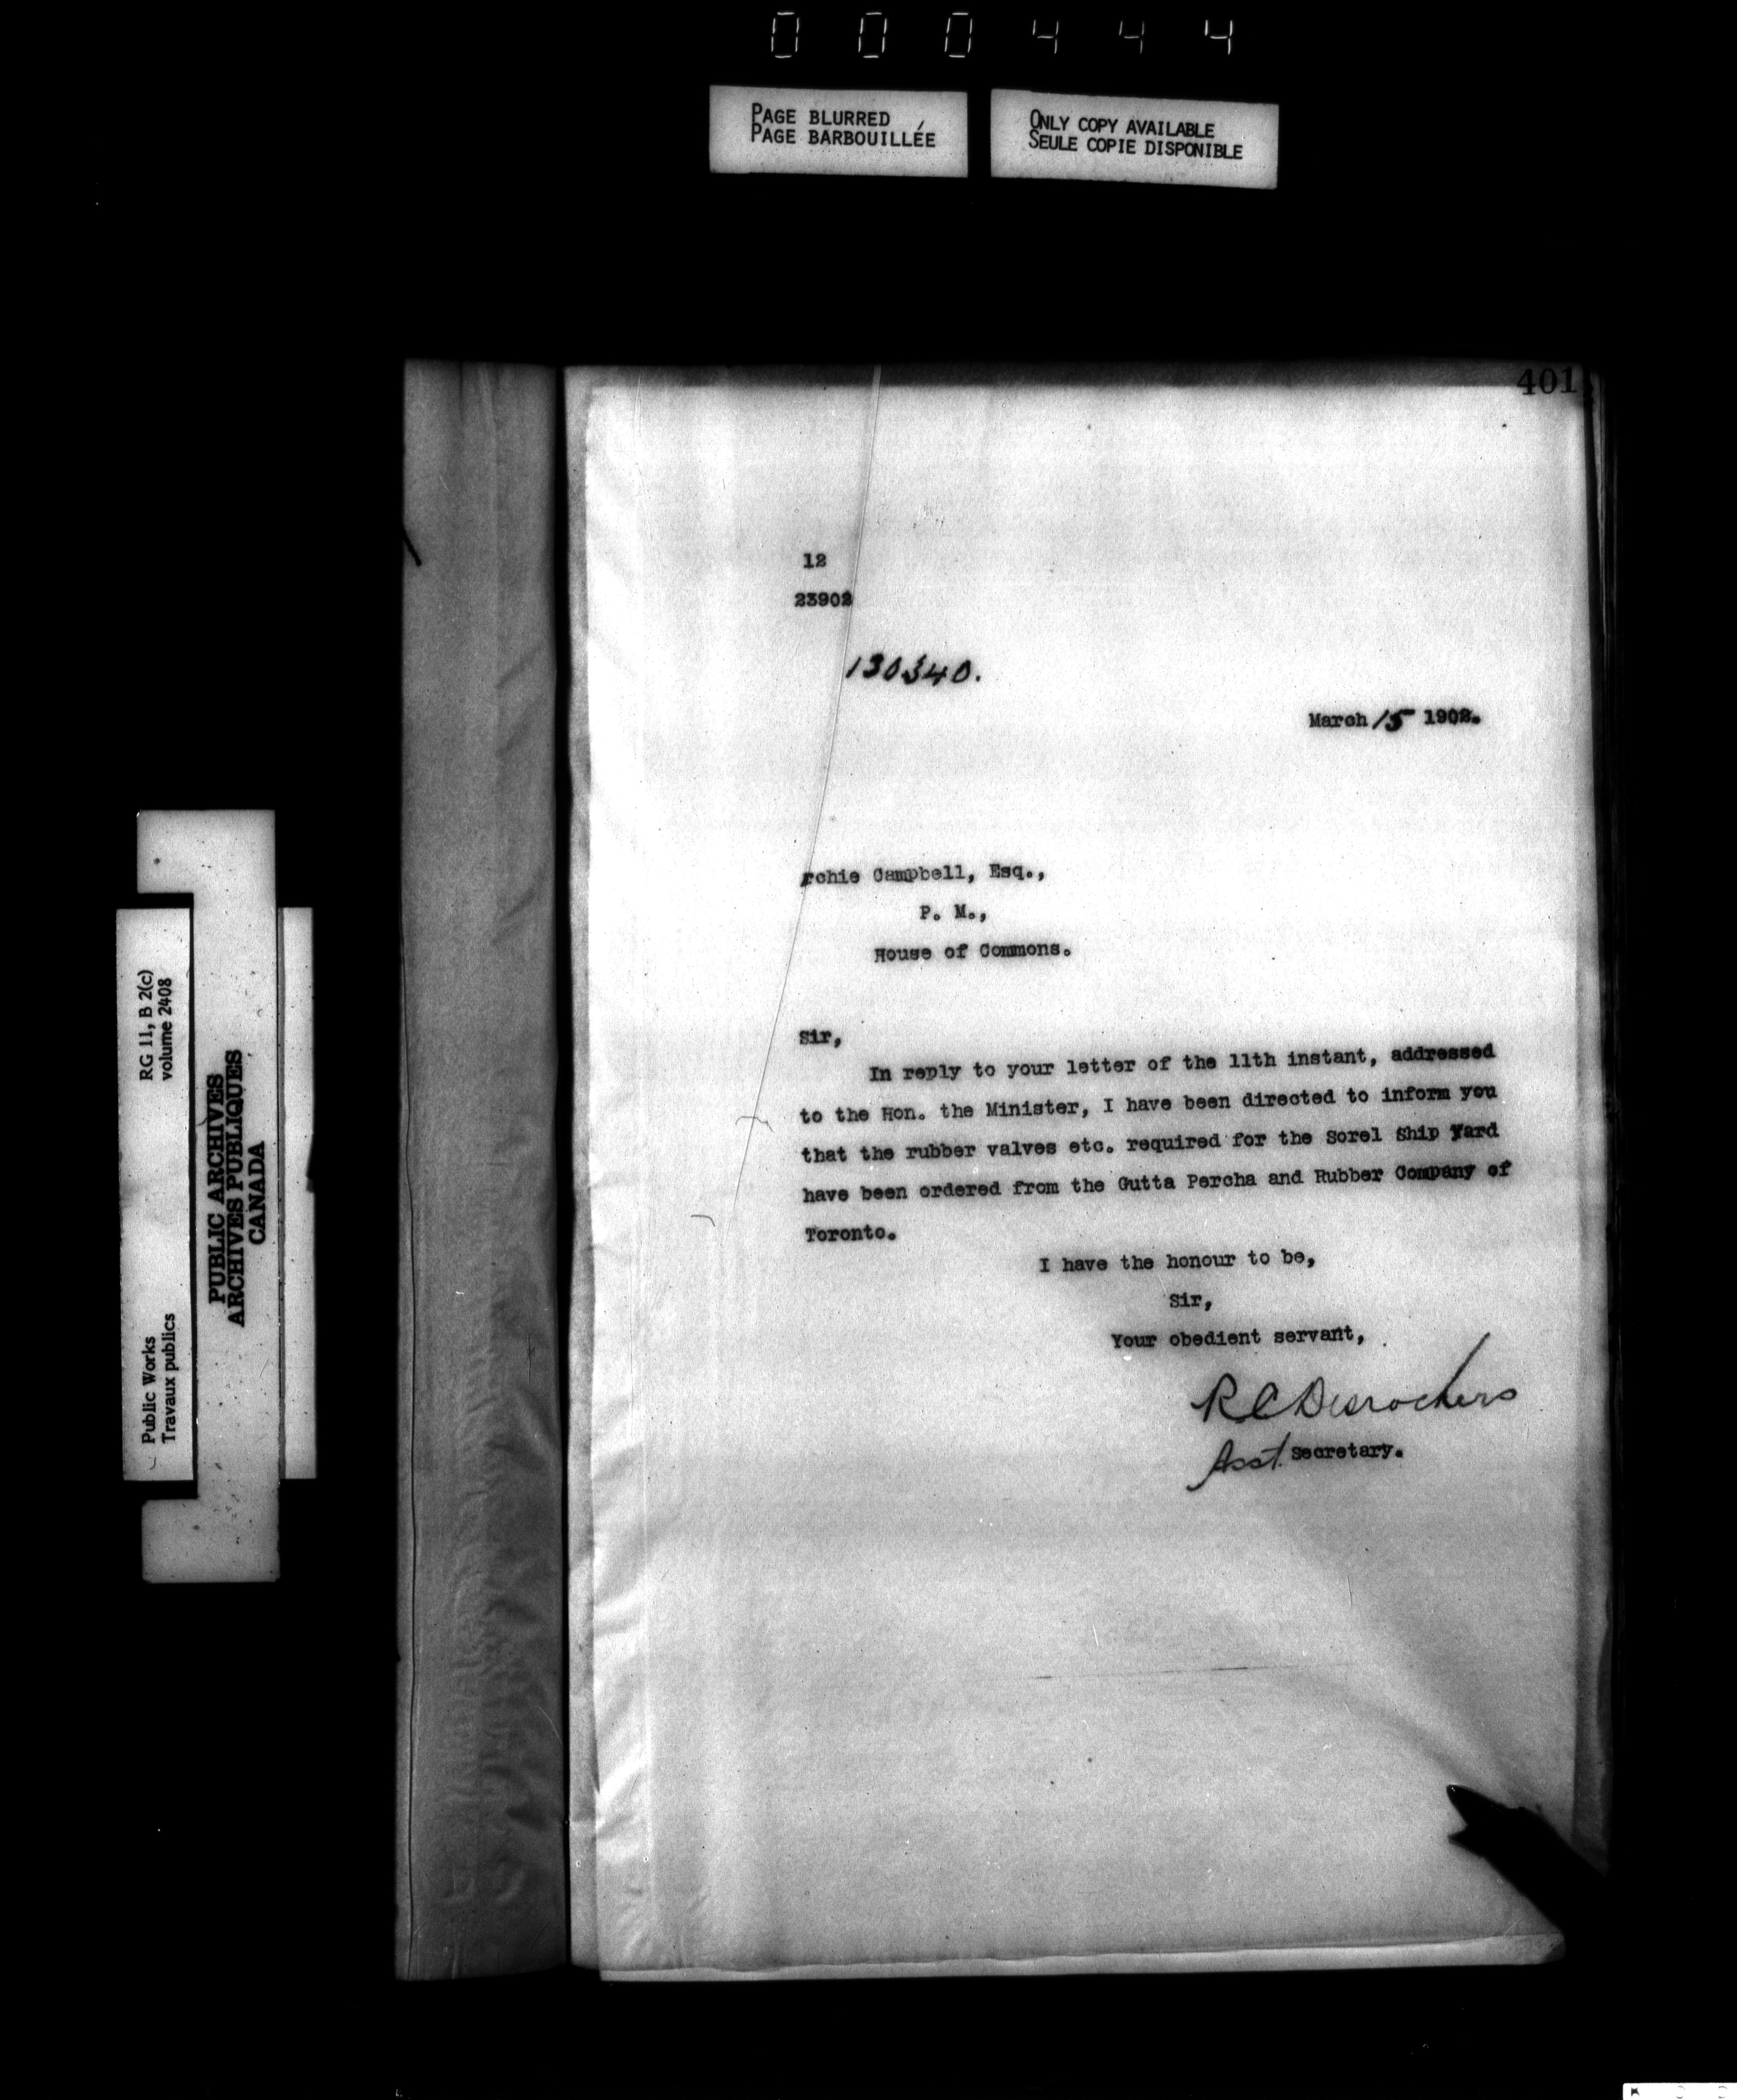 000444
PAGE BLURRED
PAGE BARBOUILLÉE
ONLY COPY AVAILABLE
SEULE COPIE DISPONIBLE
401
12
23902
130340.
March 15 1902.
rchie Campbell, Esq.,
P. M.,
House of Commons.
Sir,
In reply to your letter of the 11th instant, addressed
to the Hon. the Minister, I have been directed to inform you
that the rubber valves etc. required for the Sorel Ship Yard
have been ordered from the Gutta Percha and Rubber Company of
Toronto.
I have the honour to be,
Sir,
Your obedient servant,
R C Desrochers
Asst. Secretary.
RG 11, B 2(c)
volume 2408
PUBLIC ARCHIVES
ARCHIVES PUBLIQUES
CANADA
Public Works
Travaux publics